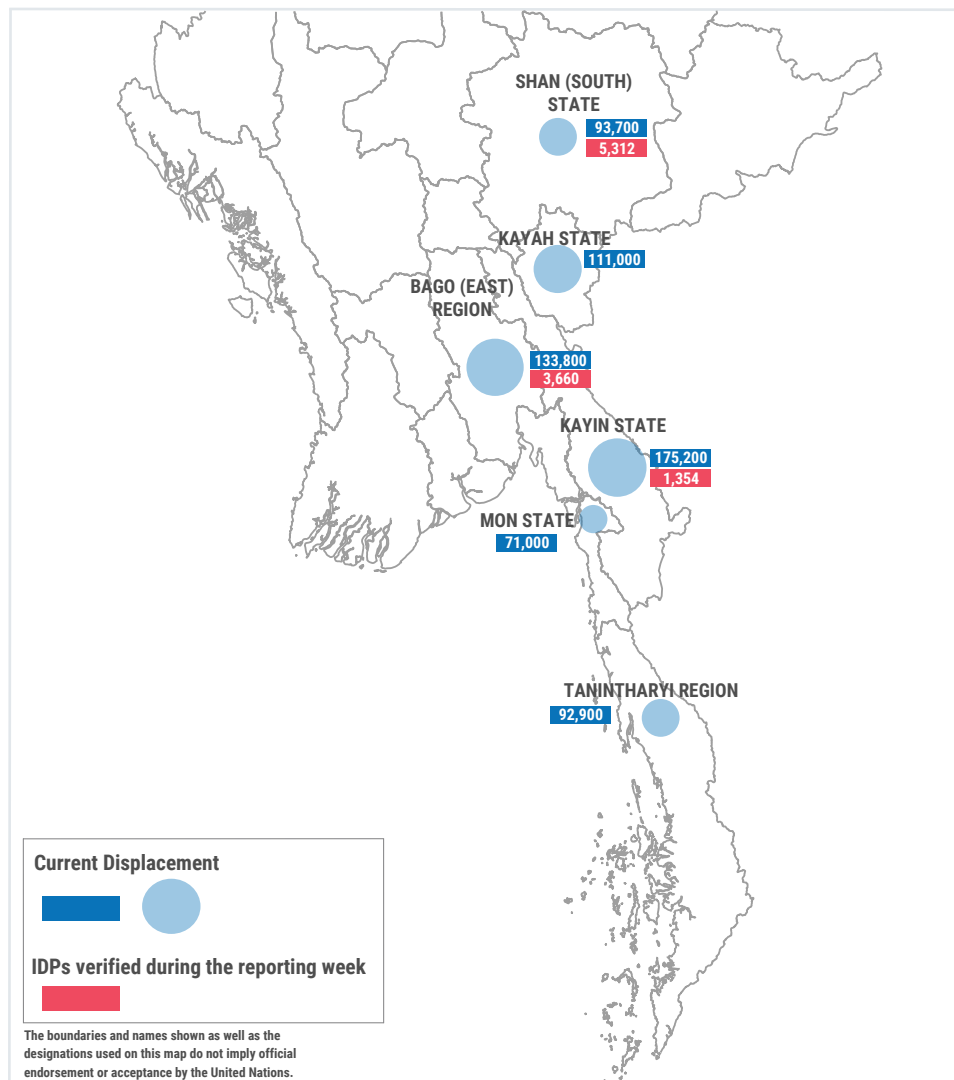 SHAN (SOUTH)
STATE
93,700
5,312
KAYAH STATE
111,000
BAGO (EAST)
REGION
133,800
3,660
KAYIN STATE
175,200
1,354
MON STATE
71,000
TANINTHARYI REGION
92,900
Current Displacement
IDPs verified during the reporting week
The boundaries and names shown as well as the
designations used on this map do not imply official
endorsement or acceptance by the United Nations.